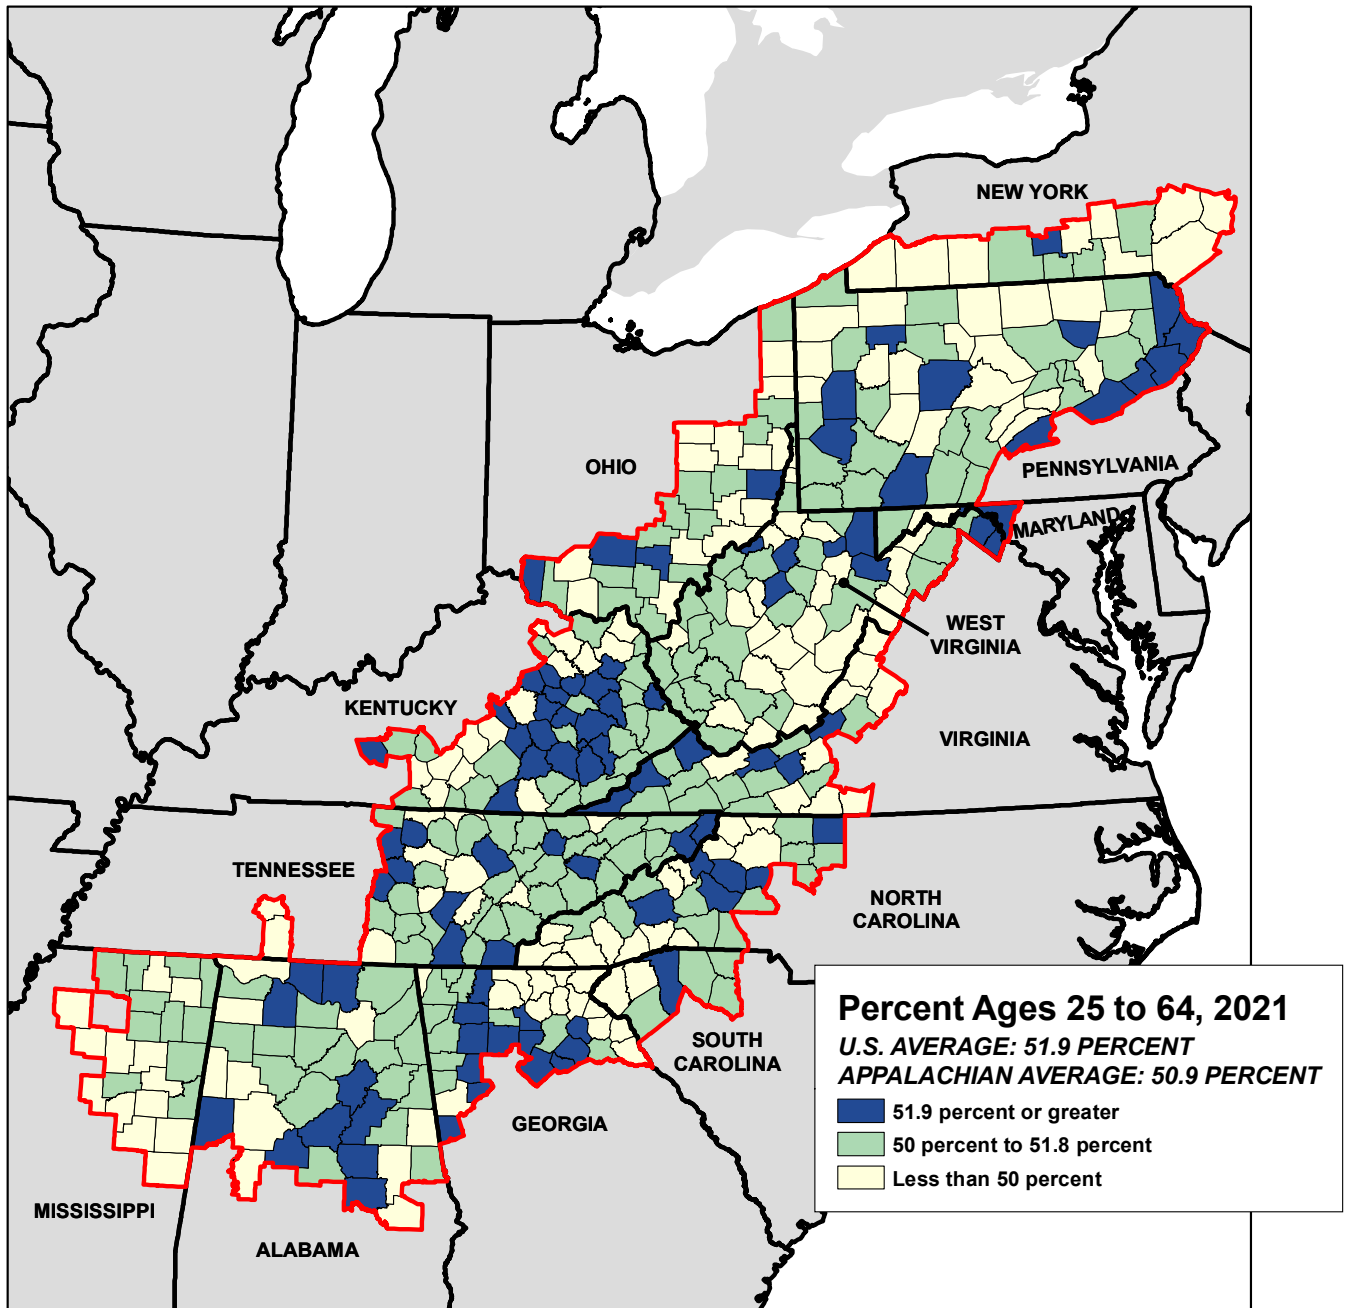 NEW YORK
OHIO
PENNSYLVANIA
MARYLAND
WEST
VIRGINIA
KENTUCKY
VIRGINIA
TENNESSEE
NORTH
CAROLINA
SOUTH
CAROLINA
GEORGIA
MISSISSIPPI
ALABAMA
Percent Ages 25 to 64, 2021
U.S. AVERAGE: 51.9 PERCENT
APPALACHIAN AVERAGE: 50.9 PERCENT
51.9 percent or greater
50 percent to 51.8 percent
Less than 50 percent